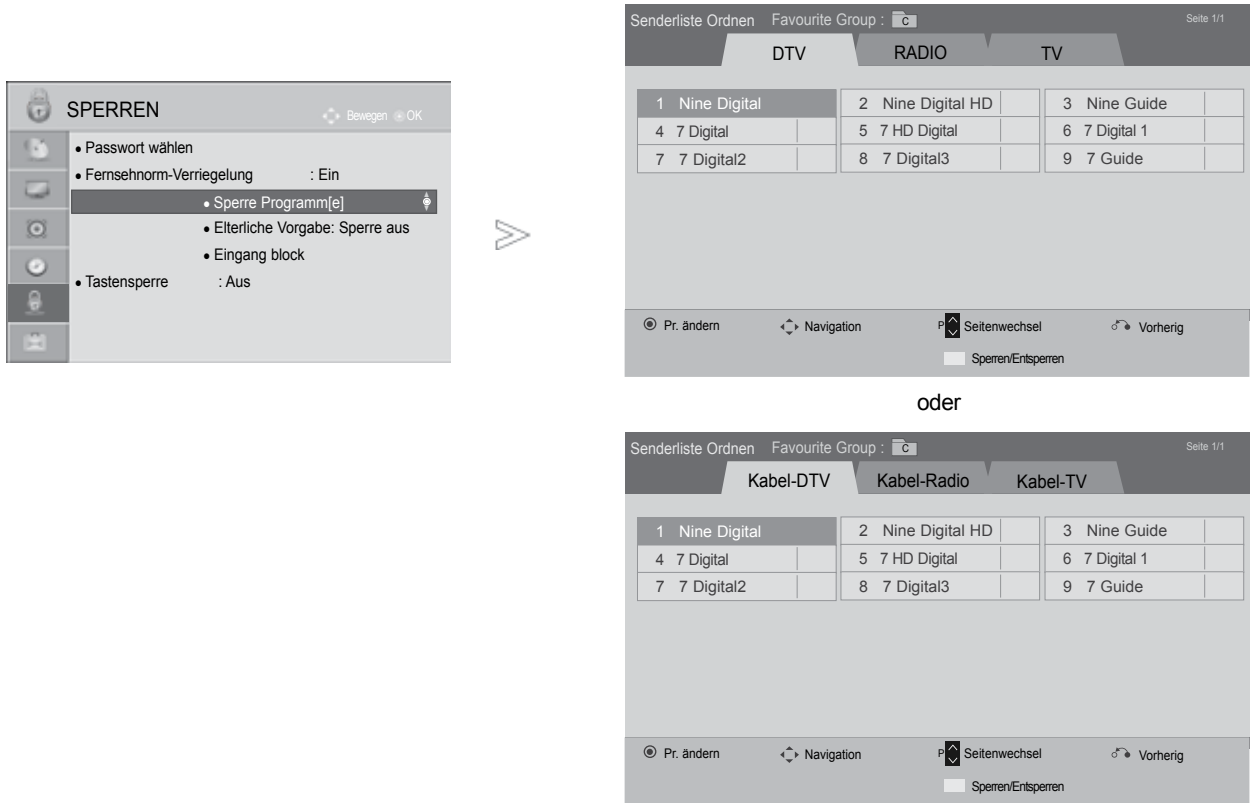 SPERREN
Bewegen OK
• Passwort wählen
• Fernsehnorm-Verriegelung : Ein
• Sperre Programm[e]
• Elterliche Vorgabe: Sperre aus
• Eingang block
• Tastensperre : Aus
Senderliste Ordnen Favourite Group : C Seite 1/1
DTV RADIO TV
1 Nine Digital 2 Nine Digital HD 3 Nine Guide
4 7 Digital 5 7 HD Digital 6 7 Digital 1
7 7 Digital2 8 7 Digital3 9 7 Guide
Pr. ändern Navigation P Seitenwechsel Vorherig
Sperren/Entsperren
oder
Senderliste Ordnen Favourite Group : C Seite 1/1
Kabel-DTV Kabel-Radio Kabel-TV
1 Nine Digital 2 Nine Digital HD 3 Nine Guide
4 7 Digital 5 7 HD Digital 6 7 Digital 1
7 7 Digital2 8 7 Digital3 9 7 Guide
Pr. ändern Navigation P Seitenwechsel Vorherig
Sperren/Entsperren